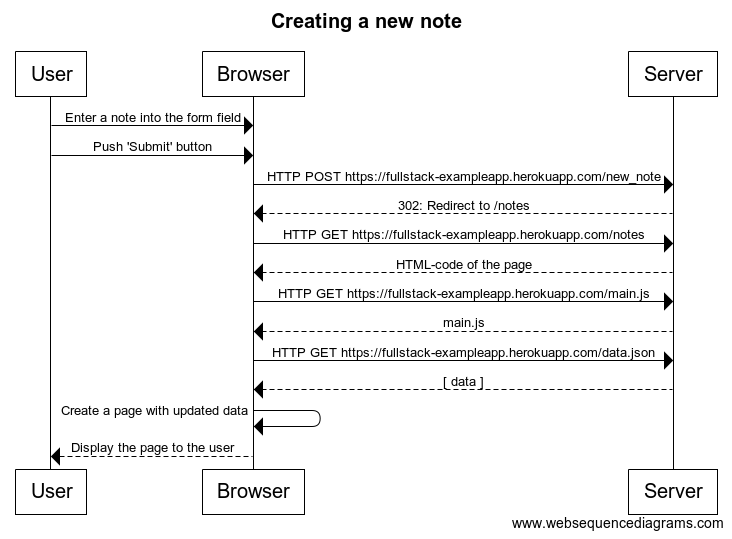 Creating a new note
User
Browser
Server
Enter a note into the form field
Push 'Submit' button
HTTP POST https://fullstack-exampleapp.herokuapp.com/new_note
302: Redirect to /notes
HTTP GET https://fullstack-exampleapp.herokuapp.com/notes
HTML-code of the page
HTTP GET https://fullstack-exampleapp.herokuapp.com/main.js
main.js
HTTP GET https://fullstack-exampleapp.herokuapp.com/data.json
[ data ]
Create a page with updated data
Display the page to the user
User
Browser
Server
www.websequencediagrams.com